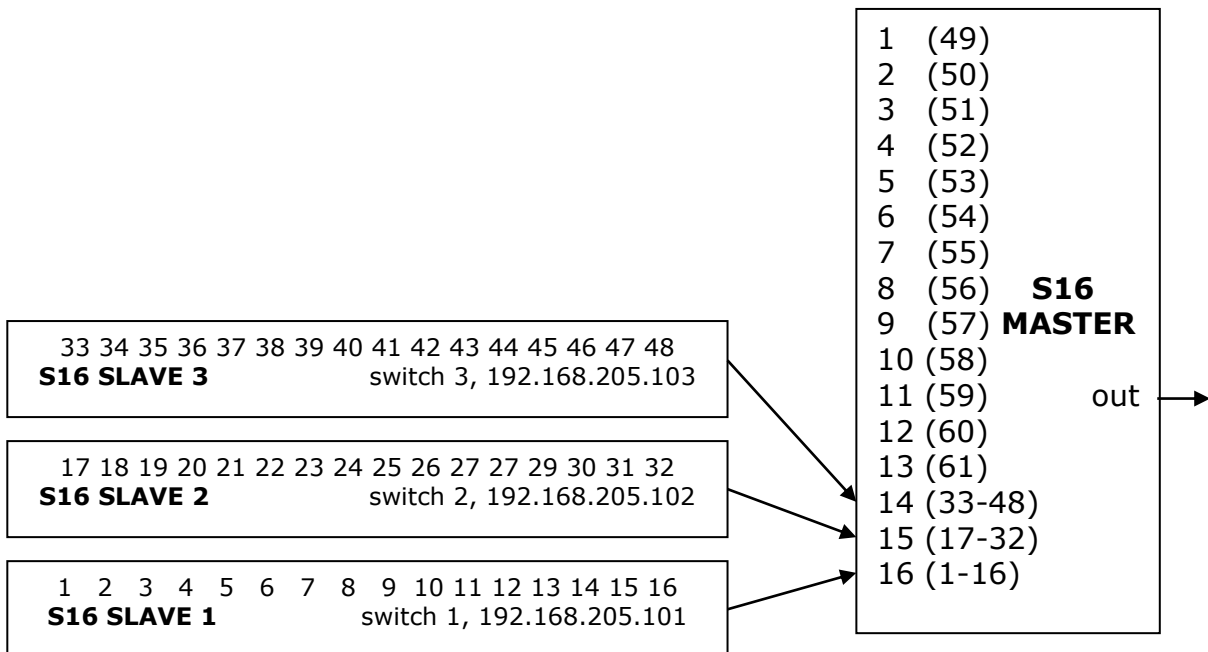 1 (49)
2 (50)
3 (51)
4 (52)
5 (53)
6 (54)
7 (55)
8 (56) S16
9 (57) MASTER
10 (58)
11 (59) out
12 (60)
13 (61)
14 (33-48)
15 (17-32)
16 (1-16)
33 34 35 36 37 38 39 40 41 42 43 44 45 46 47 48
S16 SLAVE 3 switch 3, 192.168.205.103
17 18 19 20 21 22 23 24 25 26 27 27 29 30 31 32
S16 SLAVE 2 switch 2, 192.168.205.102
1 2 3 4 5 6 7 8 9 10 11 12 13 14 15 16
S16 SLAVE 1 switch 1, 192.168.205.101